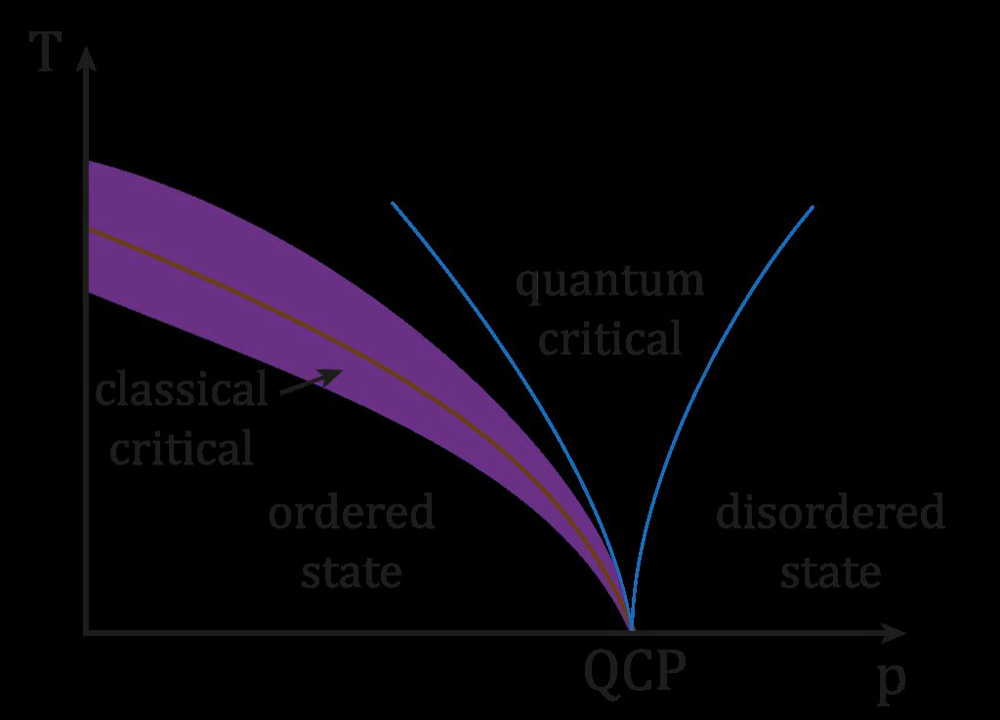 T
quantum
critical
classical
critical
ordered
state
disordered
state
QCP
p